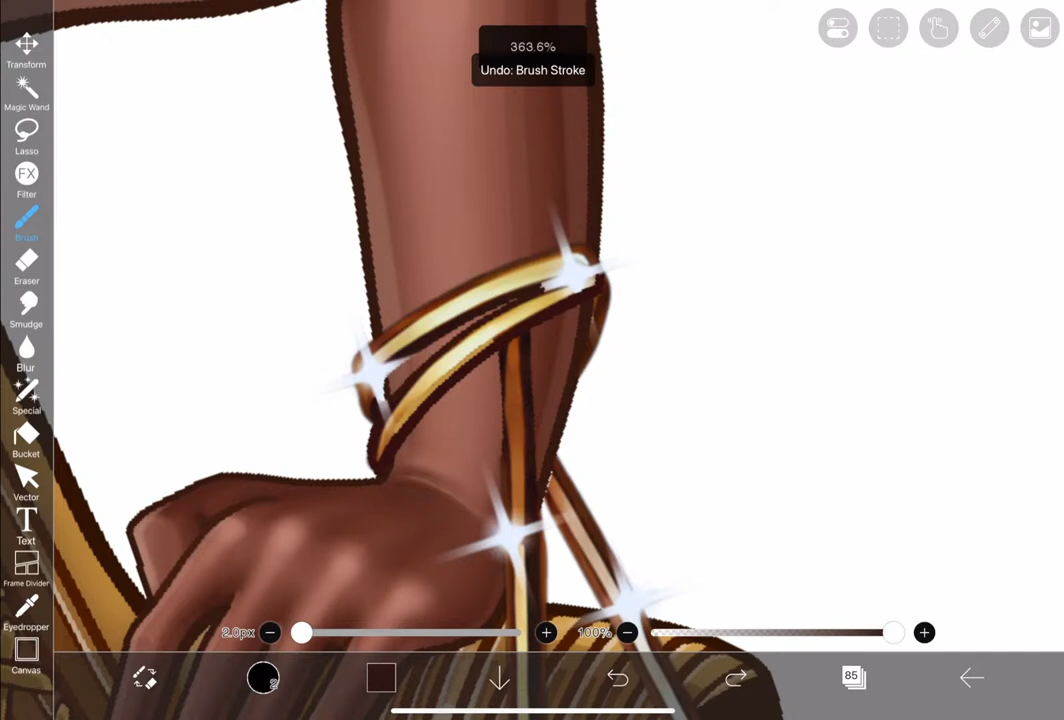 363.6%
Undo: Brush Stroke
Transform
Magic Wand
Lasso
FX
Filter
Brush
Eraser
Smudge
Blur
Special
Bucket
Vector
T
Text
Frame Divider
Eyedropper
Canvas
2.0px
100%
2
85